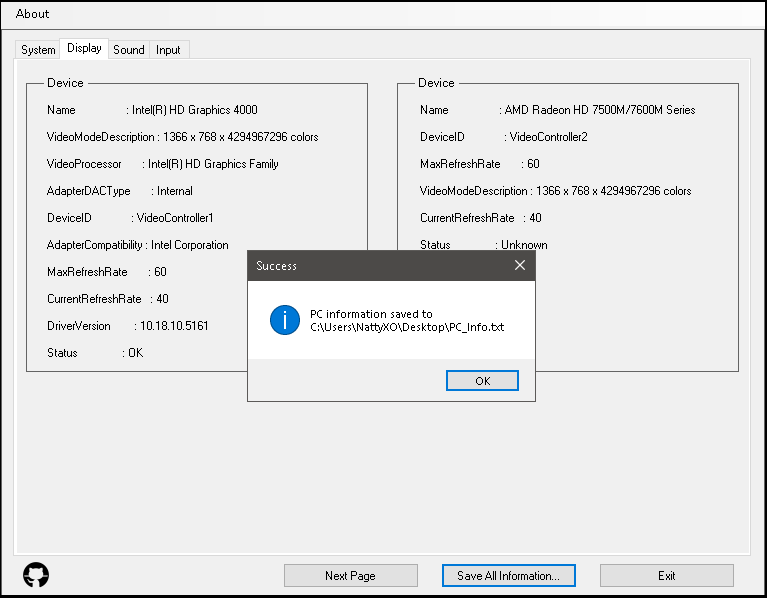 About
System Display Sound Input
Device
Name : Intel(R) HD Graphics 4000
VideoModeDescription : 1366 x 768 x 4294967296 colors
VideoProcessor : Intel(R) HD Graphics Family
AdapterDACType : Internal
DeviceID : VideoController1
AdapterCompatibility : Intel Corporation
MaxRefreshRate : 60
CurrentRefreshRate : 40
DriverVersion : 10.18.10.5161
Status : OK
Device
Name : AMD Radeon HD 7500M/7600M Series
DeviceID : VideoController2
MaxRefreshRate : 60
VideoModeDescription : 1366 x 768 x 4294967296 colors
CurrentRefreshRate : 40
Status : Unknown
Success
PC information saved to
C:\Users\NattyXO\Desktop\PC_Info.txt
OK
Next Page
Save All Information...
Exit